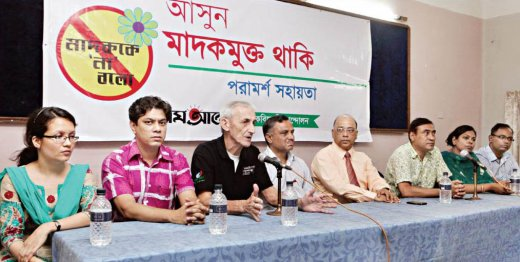 আসুন
মাদকমুক্ত থাকি
পরামর্শ সহায়তা
মাদককে
'না'
বলো